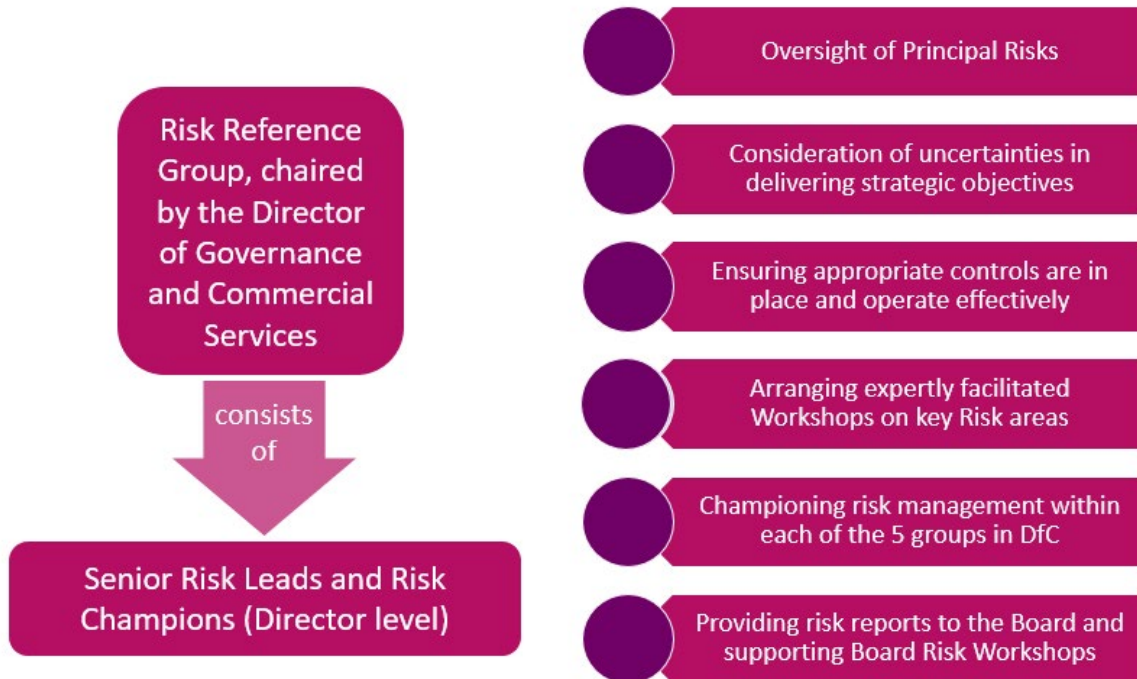 Risk Reference
Group, chaired
by the Director
of Governance
and Commercial
Services
consists
of
Senior Risk Leads and Risk
Champions (Director level)
Oversight of Principal Risks
Consideration of uncertainties in
delivering strategic objectives
Ensuring appropriate controls are in
place and operate effectively
Arranging expertly facilitated
Workshops on key Risk areas
Championing risk management within
each of the 5 groups in DfC
Providing risk reports to the Board and
supporting Board Risk Workshops